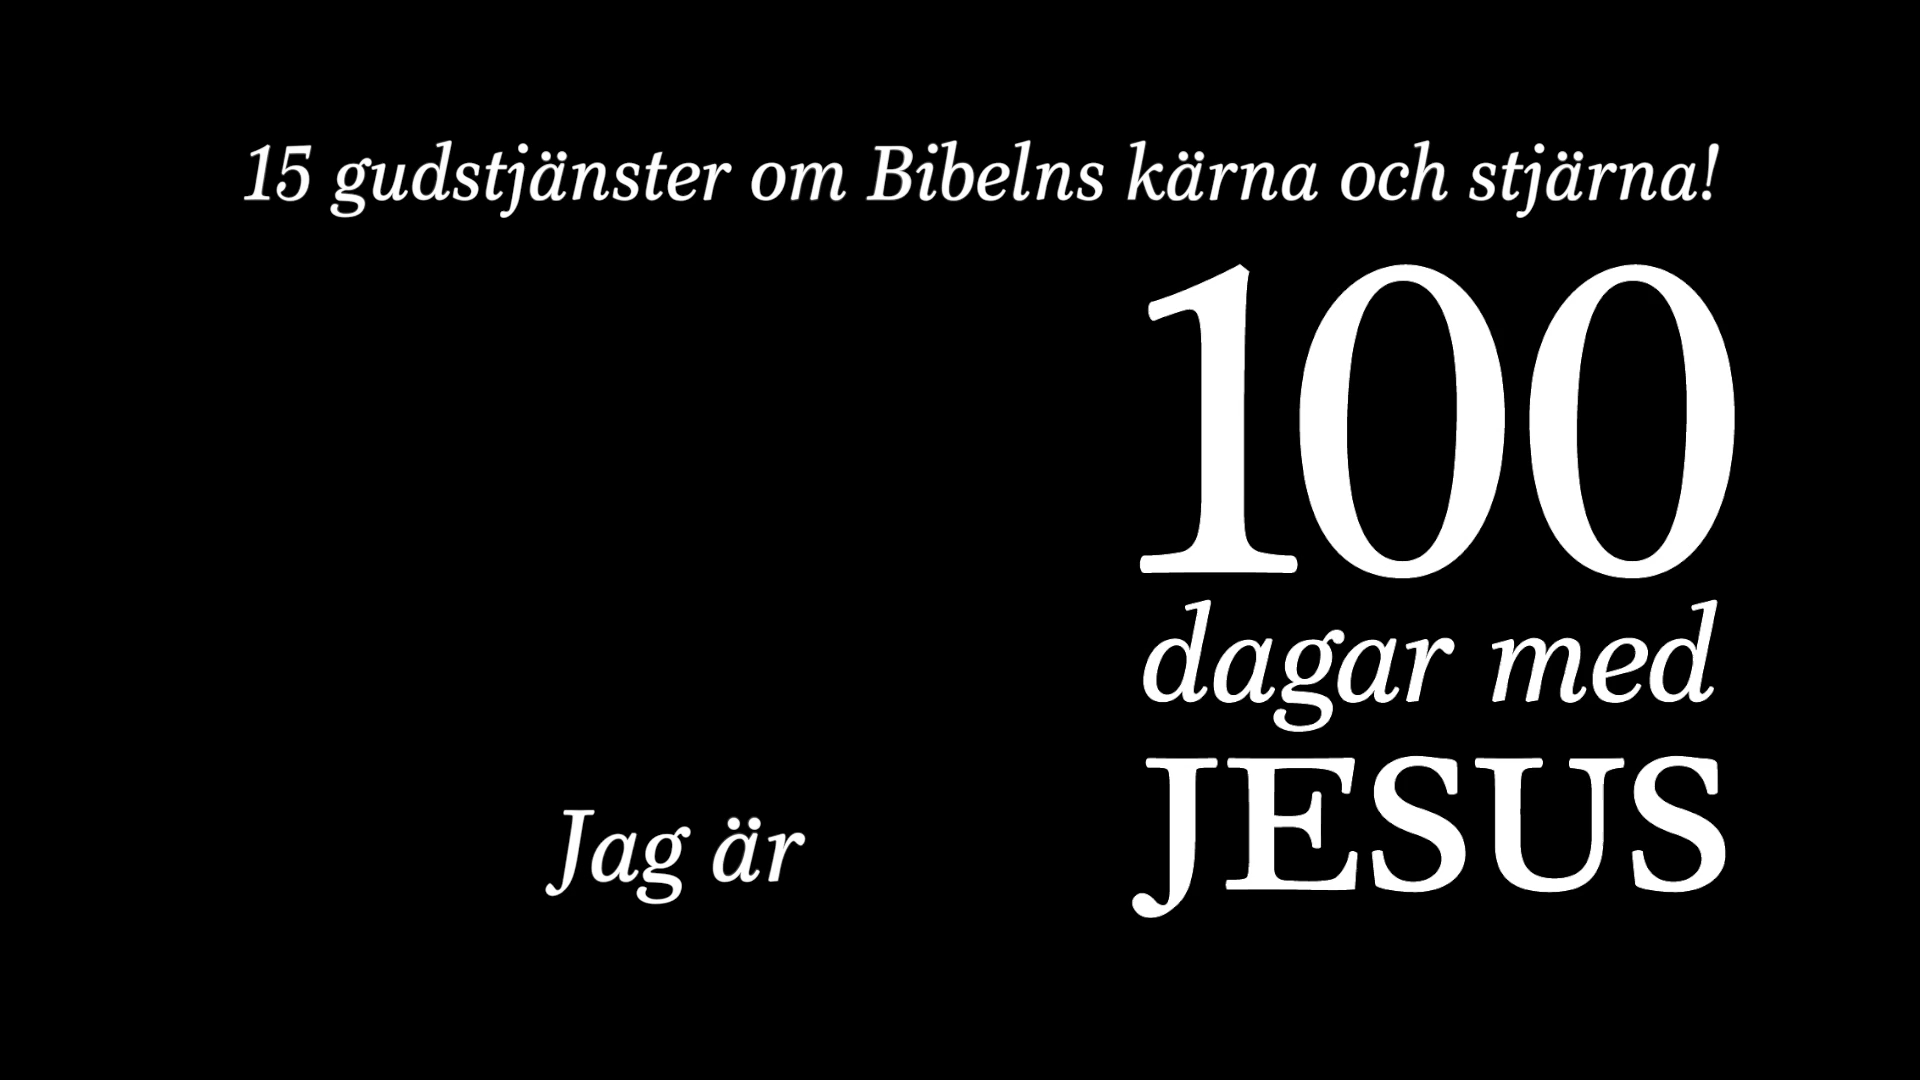 15 gudstjänster om Bibelns kärna och stjärna!
100
dagar med
JESUS
Jag är